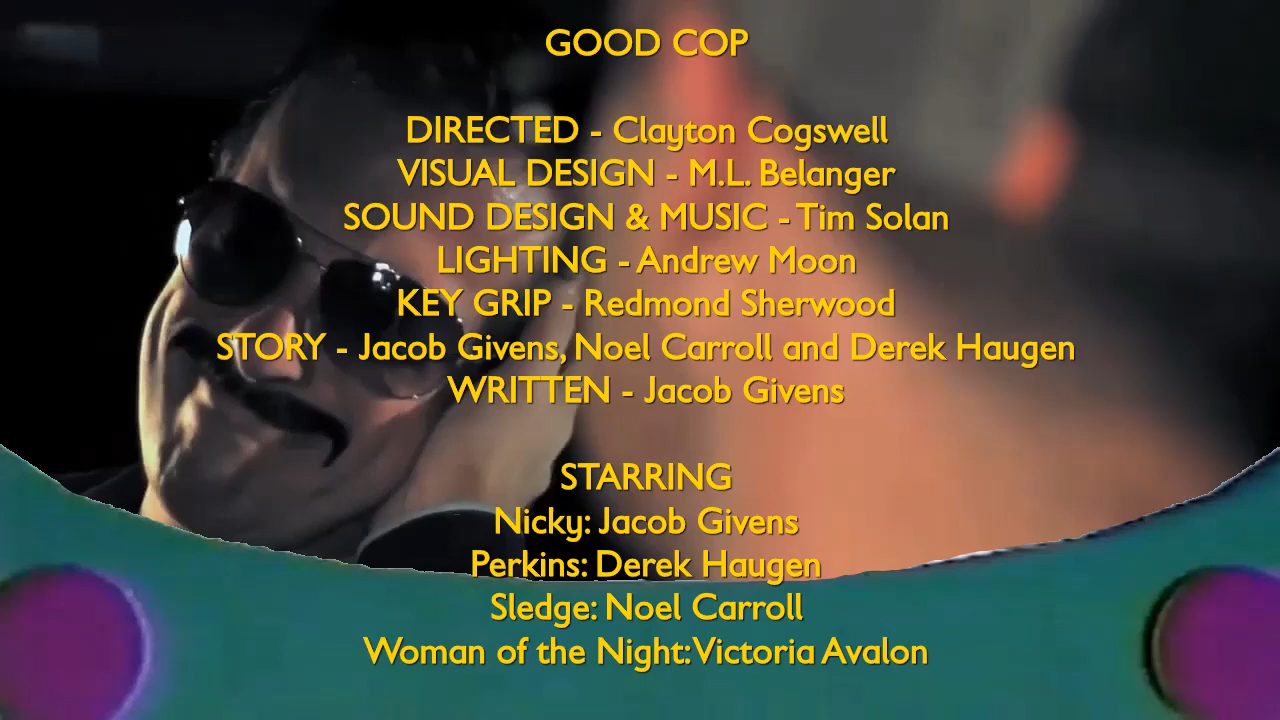 GOOD COP
DIRECTED - Clayton Cogswell
VISUAL DESIGN - M.L. Belanger
SOUND DESIGN & MUSIC - Tim Solan
LIGHTING - Andrew Moon
KEY GRIP - Redmond Sherwood
STORY - Jacob Givens, Noel Carroll and Derek Haugen
WRITTEN - Jacob Givens
STARRING
Nicky: Jacob Givens
Perkins: Derek Haugen
Sledge: Noel Carroll
Woman of the Night: Victoria Avalon